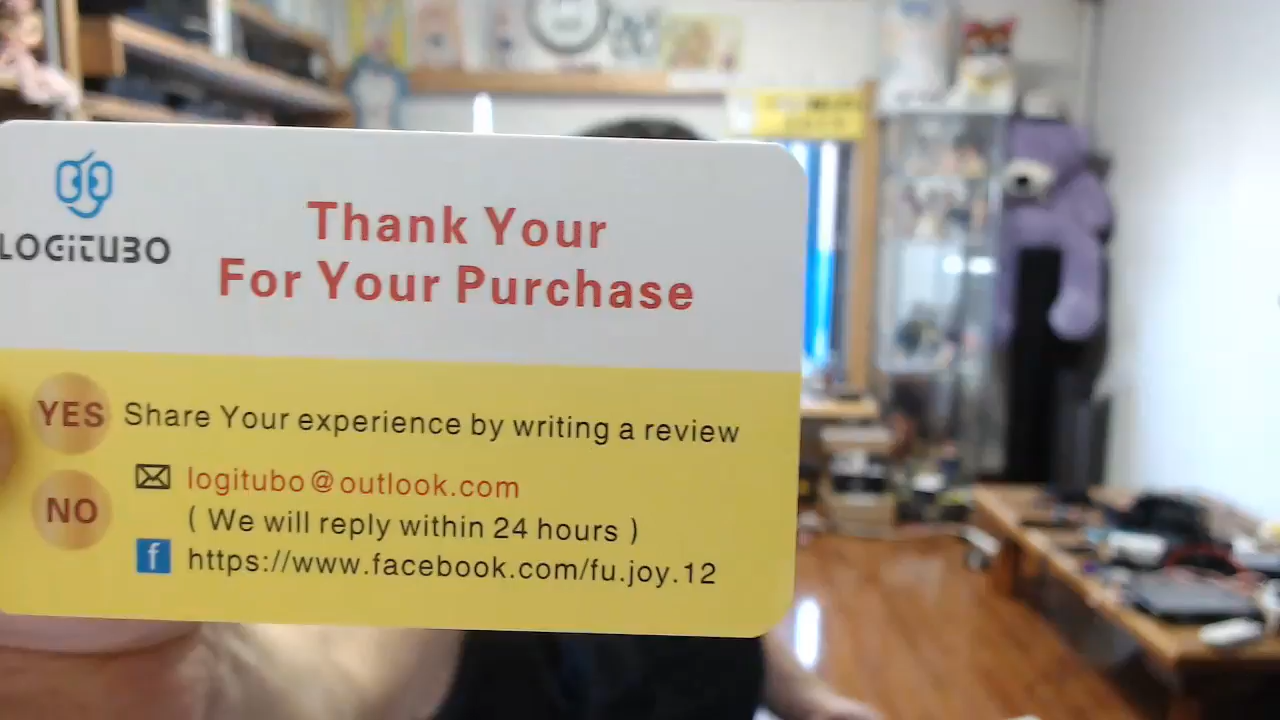 LOGITUBO
Thank Your
For Your Purchase
YES Share Your experience by writing a review
NO
logitubo@outlook.com
( We will reply within 24 hours )
f https://www.facebook.com/fu.joy.12